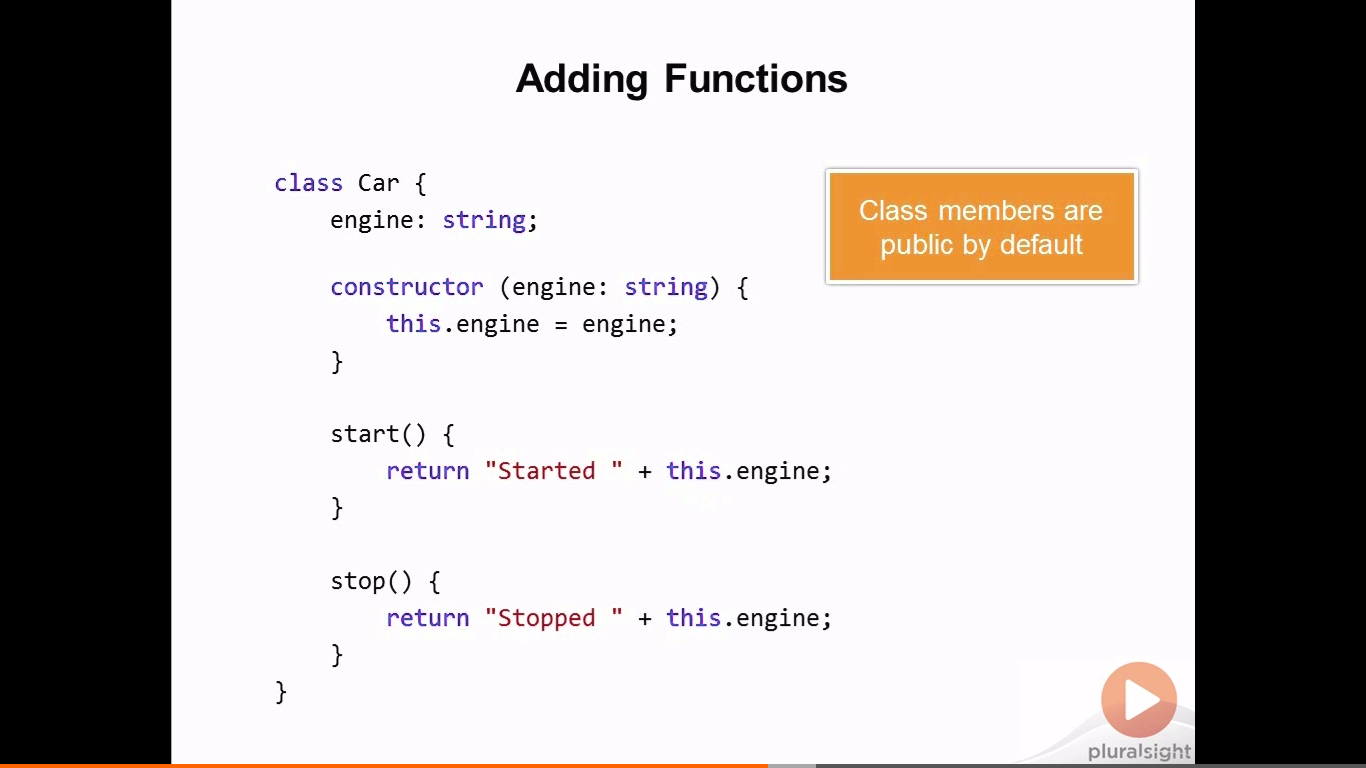 Adding Functions
class Car {
engine: string;
constructor (engine: string) {
this.engine = engine;
}
start() {
return "Started " + this.engine;
}
stop() {
return "Stopped " + this.engine;
}
}
Class members are
public by default
pluralsight